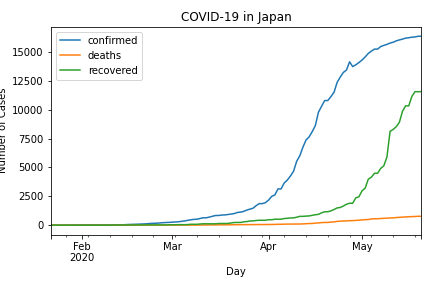 COVID-19 in Japan
confirmed
deaths
recovered
15000
12500
10000
7500
5000
2500
0
Number of Cases
Feb
2020
Mar
Apr
May
Day